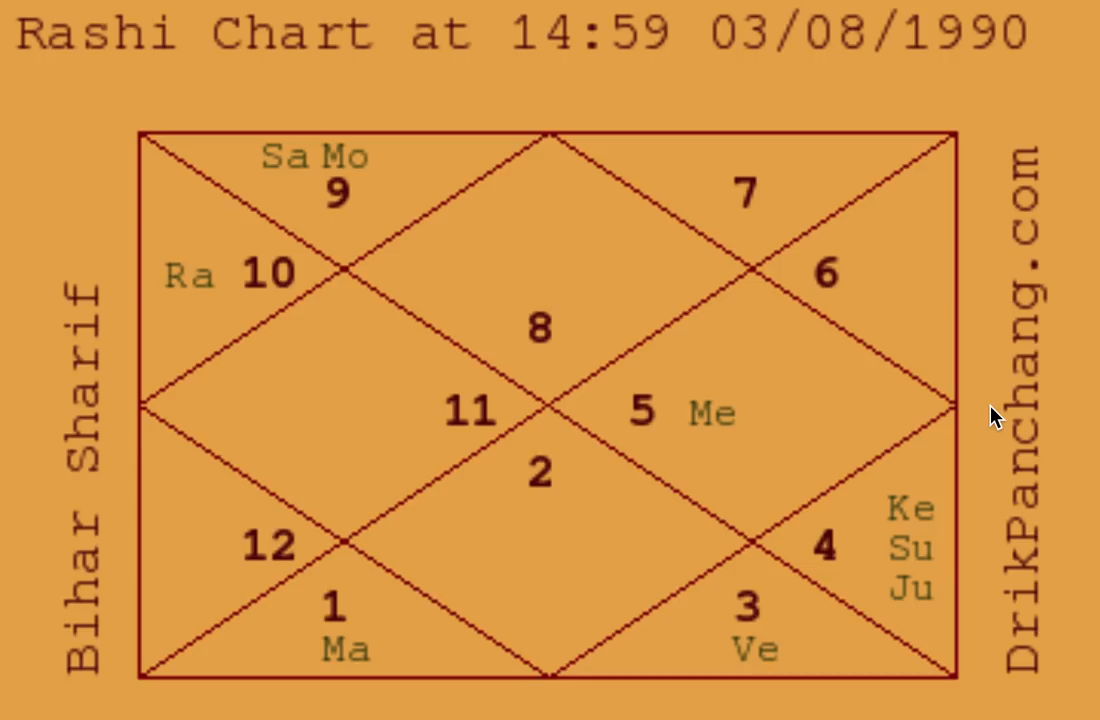 Rashi Chart at 14:59 03/08/1990
Sa Mo
9
7
Ra 10
6
8
11
5 Me
2
12
4
Ke
Su
Ju
1
Ma
3
Ve
Bihar Sharif
DrikPanchang.com